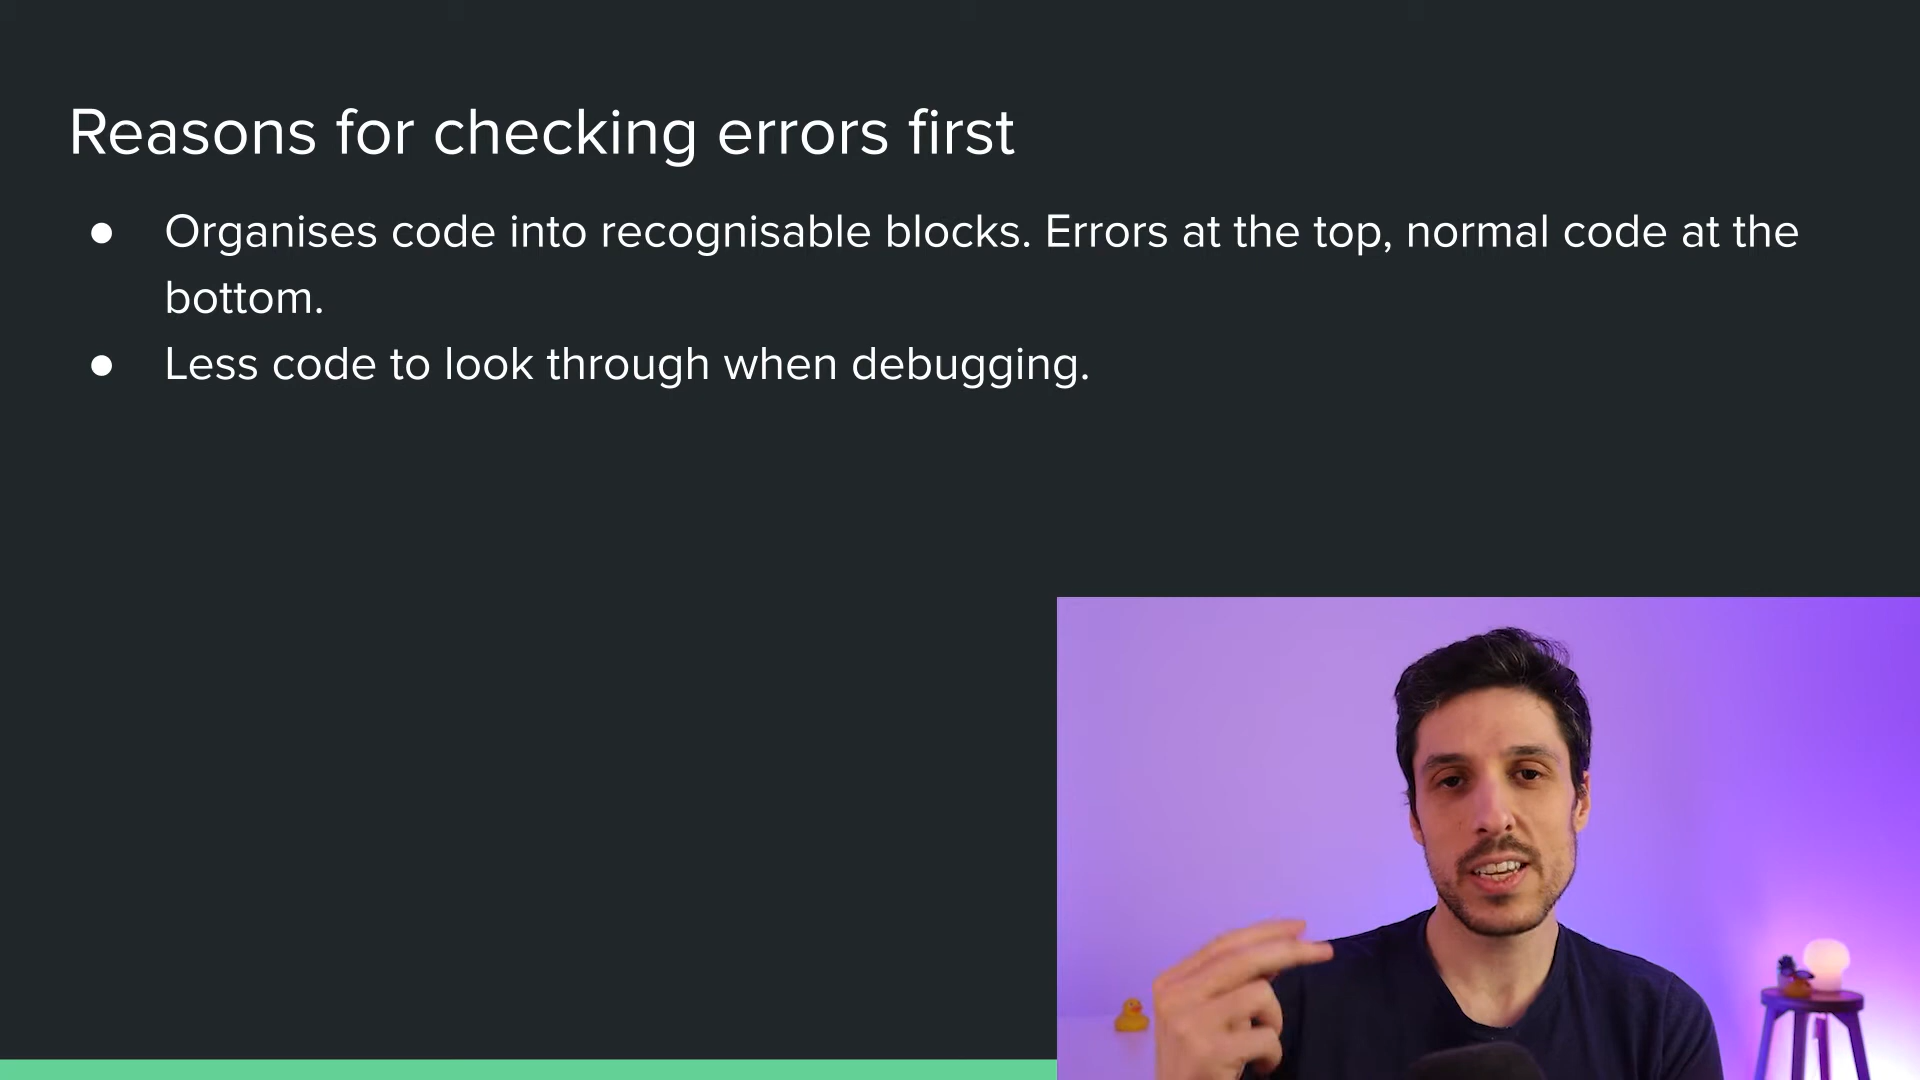 Reasons for checking errors first
● Organises code into recognisable blocks. Errors at the top, normal code at the
bottom.
● Less code to look through when debugging.